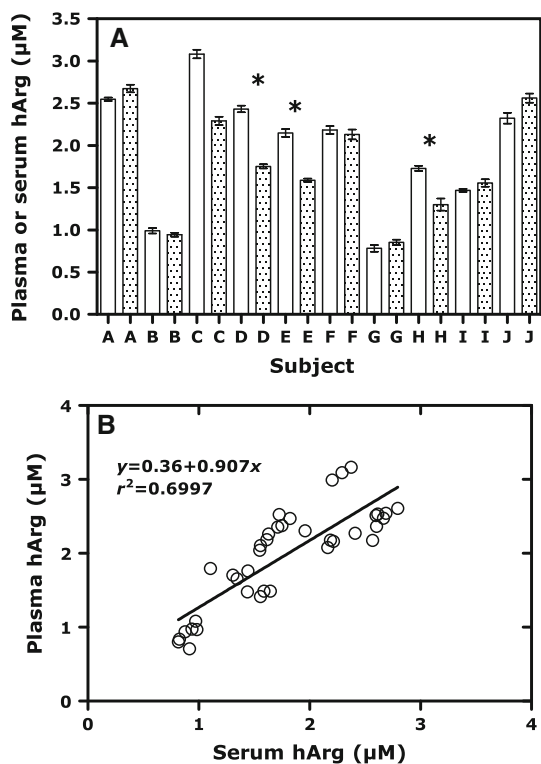 A
Plasma or serum hArg (µM)
3.5
3.0
2.5
2.0
1.5
1.0
0.5
0.0
*
*
*
A A B B C C D D E E F F G G H H I I J J
Subject
B
Plasma hArg (µM)
4
3
2
1
0
y=0.36+0.907x
r²=0.6997
0 1 2 3 4
Serum hArg (µM)